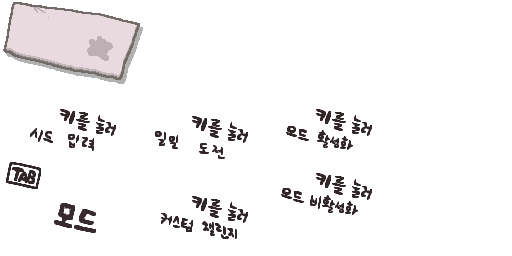 키를 눌러
시드 입력
키를 눌러
일일 도전
키를 눌러
모드 활성화
TAB
모드
키를 눌러
커스텀 챌린지
키를 눌러
모드 비활성화